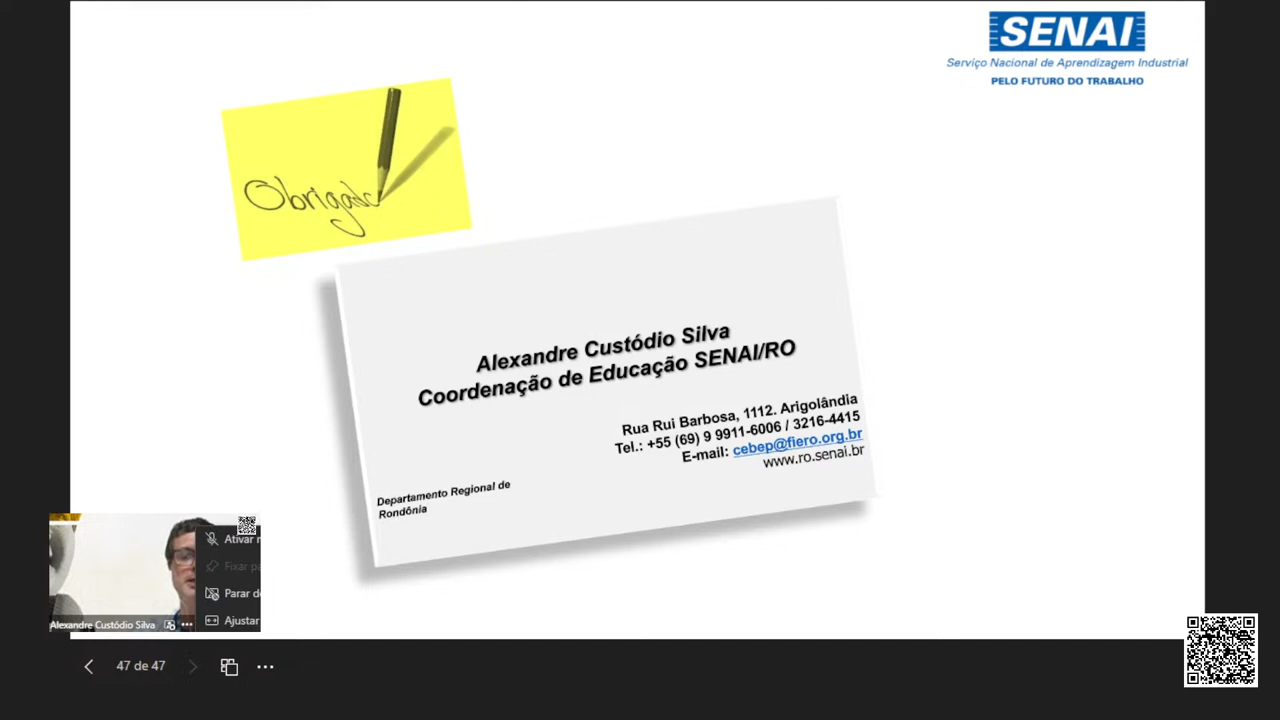 SENAI
Serviço Nacional de Aprendizagem Industrial
PELO FUTURO DO TRABALHO
Obrigado
Alexandre Custódio Silva
Coordenação de Educação SENAI/RO
Rua Rui Barbosa, 1112. Arigolândia
Tel.: +55 (69) 9 9911-6006 / 3216-4415
E-mail: cebep@fiero.org.br
www.ro.senai.br
Departamento Regional de
Rondônia
Ativar
Fixar
Parar
Ajustar
Alexandre Custódio Silva
47 de 47